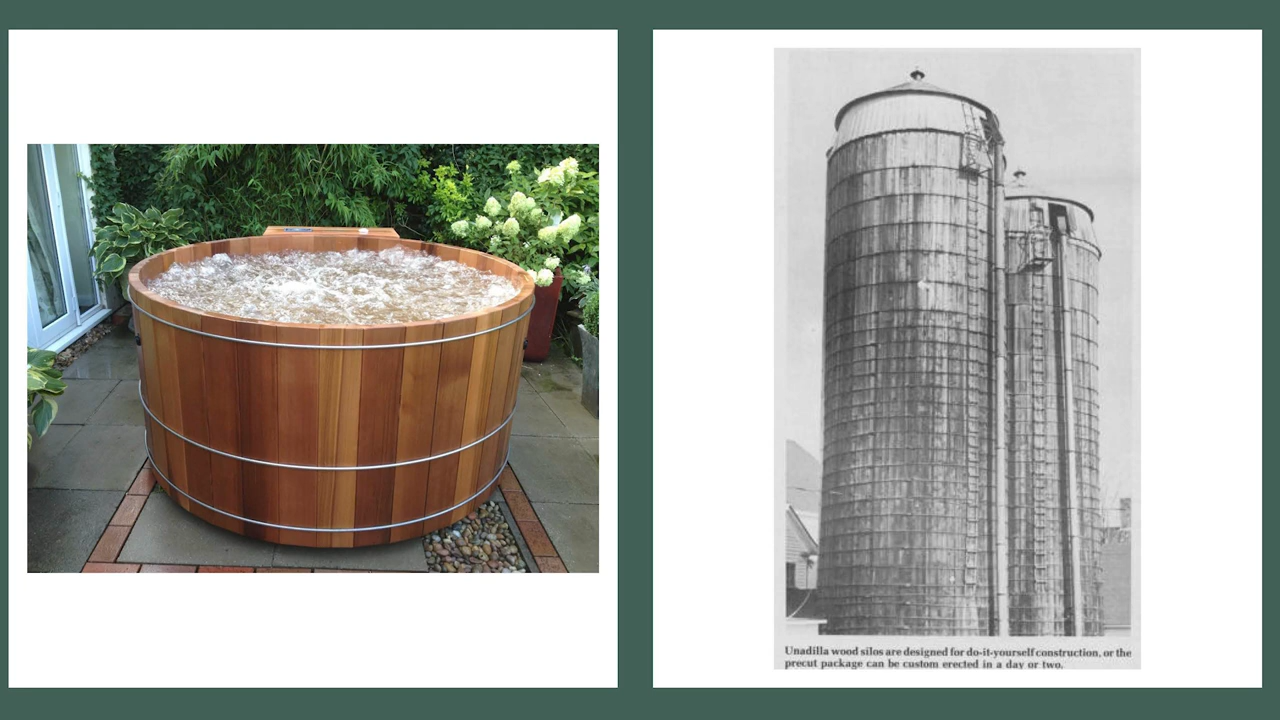 Unadilla wood silos are designed for do-it-yourself construction, or the
precut package can be custom erected in a day or two.